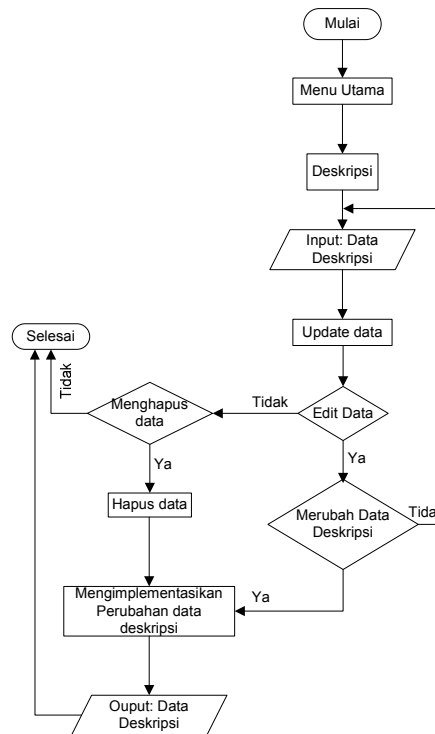 Mulai
Menu Utama
Deskripsi
Input: Data
Deskripsi
Update data
Selesai
Tidak
Menghapus
data
Tidak
Edit Data
Ya
Ya
Hapus data
Merubah Data
Deskripsi
Tidak
Mengimplementasikan
Perubahan data
deskripsi
Ya
Ouput: Data
Deskripsi